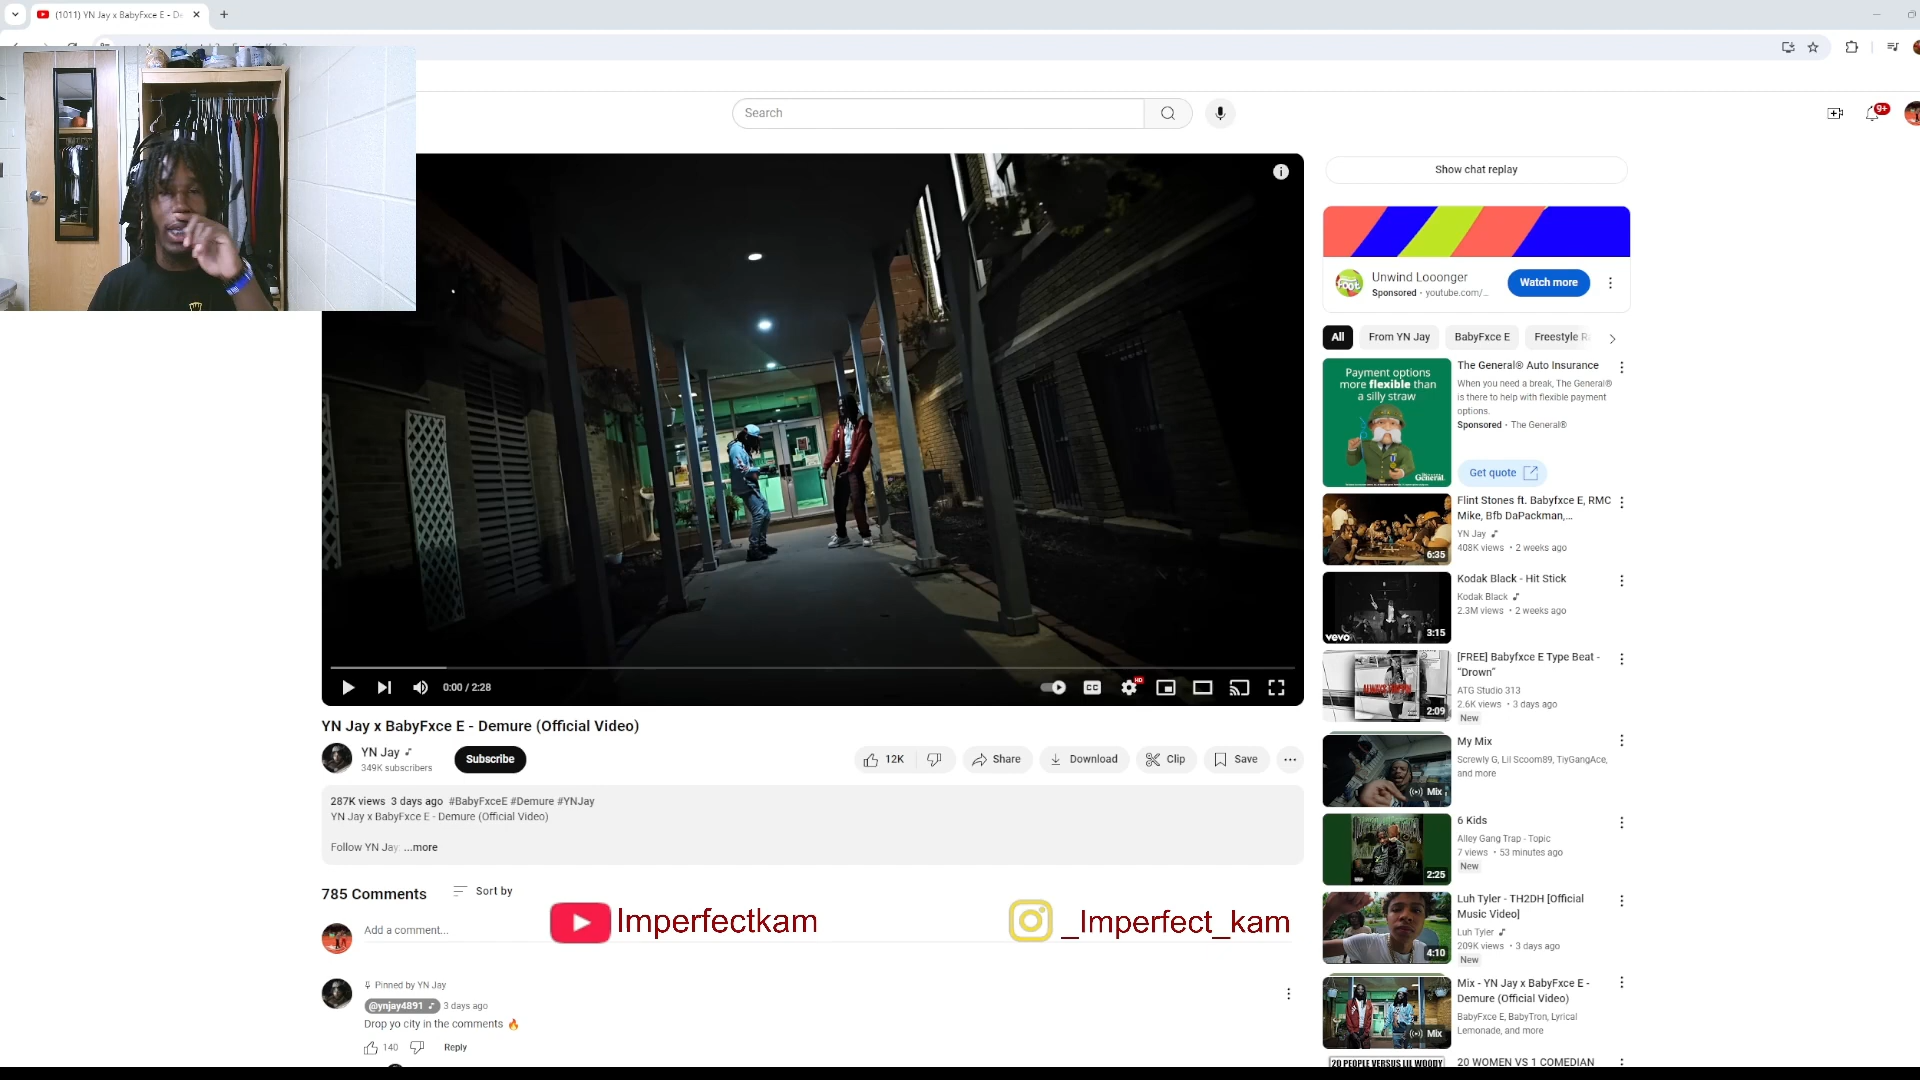 (1011) YN Jay x BabyFxce E - De
Search
9+
Show chat replay
Unwind Looonger
Sponsored · youtube.com/...
Watch more
All
From YN Jay
BabyFxce E
Freestyle R
Payment options
more flexible than
a silly straw
General
The General® Auto Insurance
When you need a break, The General®
is there to help with flexible payment
options.
Sponsored · The General®
Get quote
Flint Stones ft. Babyfxce E, RMC
Mike, Bfb DaPackman,...
YN Jay
408K views • 2 weeks ago
6:35
Kodak Black - Hit Stick
Kodak Black
2.3M views • 2 weeks ago
vevo
3:15
[FREE] Babyfxce E Type Beat -
"Drown"
ATG Studio 313
2.6K views • 3 days ago
New
2:09
My Mix
Screwly G, Lil Scoom89, TiyGangAce,
and more
Mix
6 Kids
Alley Gang Trap - Topic
7 views • 53 minutes ago
New
2:25
Luh Tyler - TH2DH [Official
Music Video]
Luh Tyler
209K views • 3 days ago
New
4:10
Mix - YN Jay x BabyFxce E -
Demure (Official Video)
BabyFxce E, BabyTron, Lyrical
Lemonade, and more
Mix
20 PEOPLE VERSUS LIL WOODY
20 WOMEN VS 1 COMEDIAN
0:00 / 2:28
CC
HD
YN Jay x BabyFxce E - Demure (Official Video)
YN Jay
349K subscribers
Subscribe
12K
Share
Download
Clip
Save
287K views 3 days ago #BabyFxceE #Demure #YNJay
YN Jay x BabyFxce E - Demure (Official Video)
Follow YN Jay: ...more
785 Comments
Sort by
Imperfectkam
_Imperfect_kam
Add a comment...
Pinned by YN Jay
@ynjay4891
3 days ago
Drop yo city in the comments 🔥
140
Reply